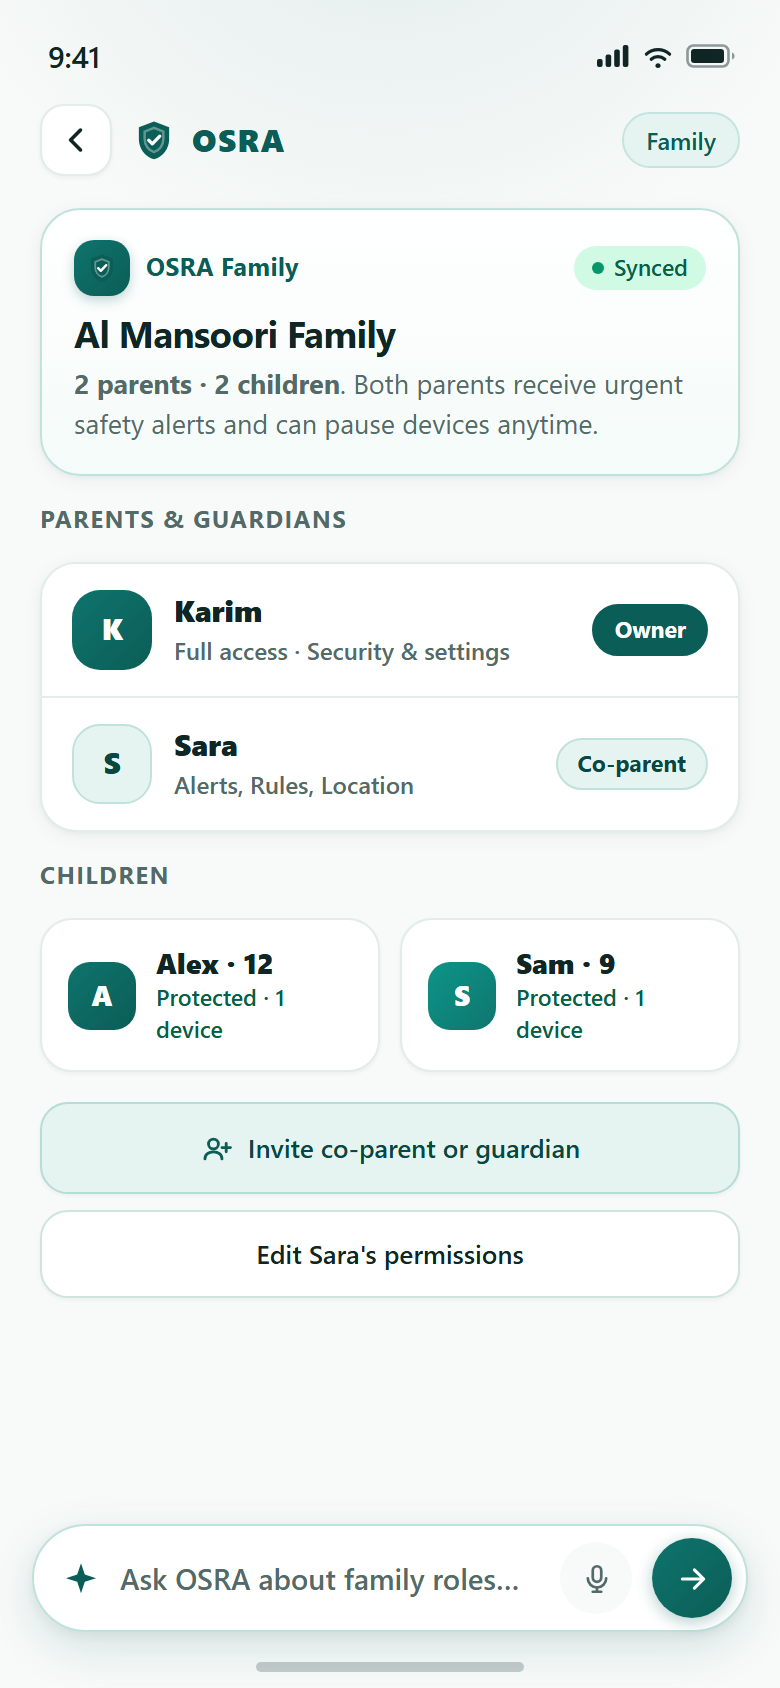 9:41
OSRA
Family
OSRA Family
Synced
Al Mansoori Family
2 parents · 2 children. Both parents receive urgent
safety alerts and can pause devices anytime.
PARENTS & GUARDIANS
K
Karim
Full access · Security & settings
Owner
S
Sara
Alerts, Rules, Location
Co-parent
CHILDREN
A
Alex · 12
Protected · 1
device
S
Sam · 9
Protected · 1
device
Invite co-parent or guardian
Edit Sara's permissions
Ask OSRA about family roles...